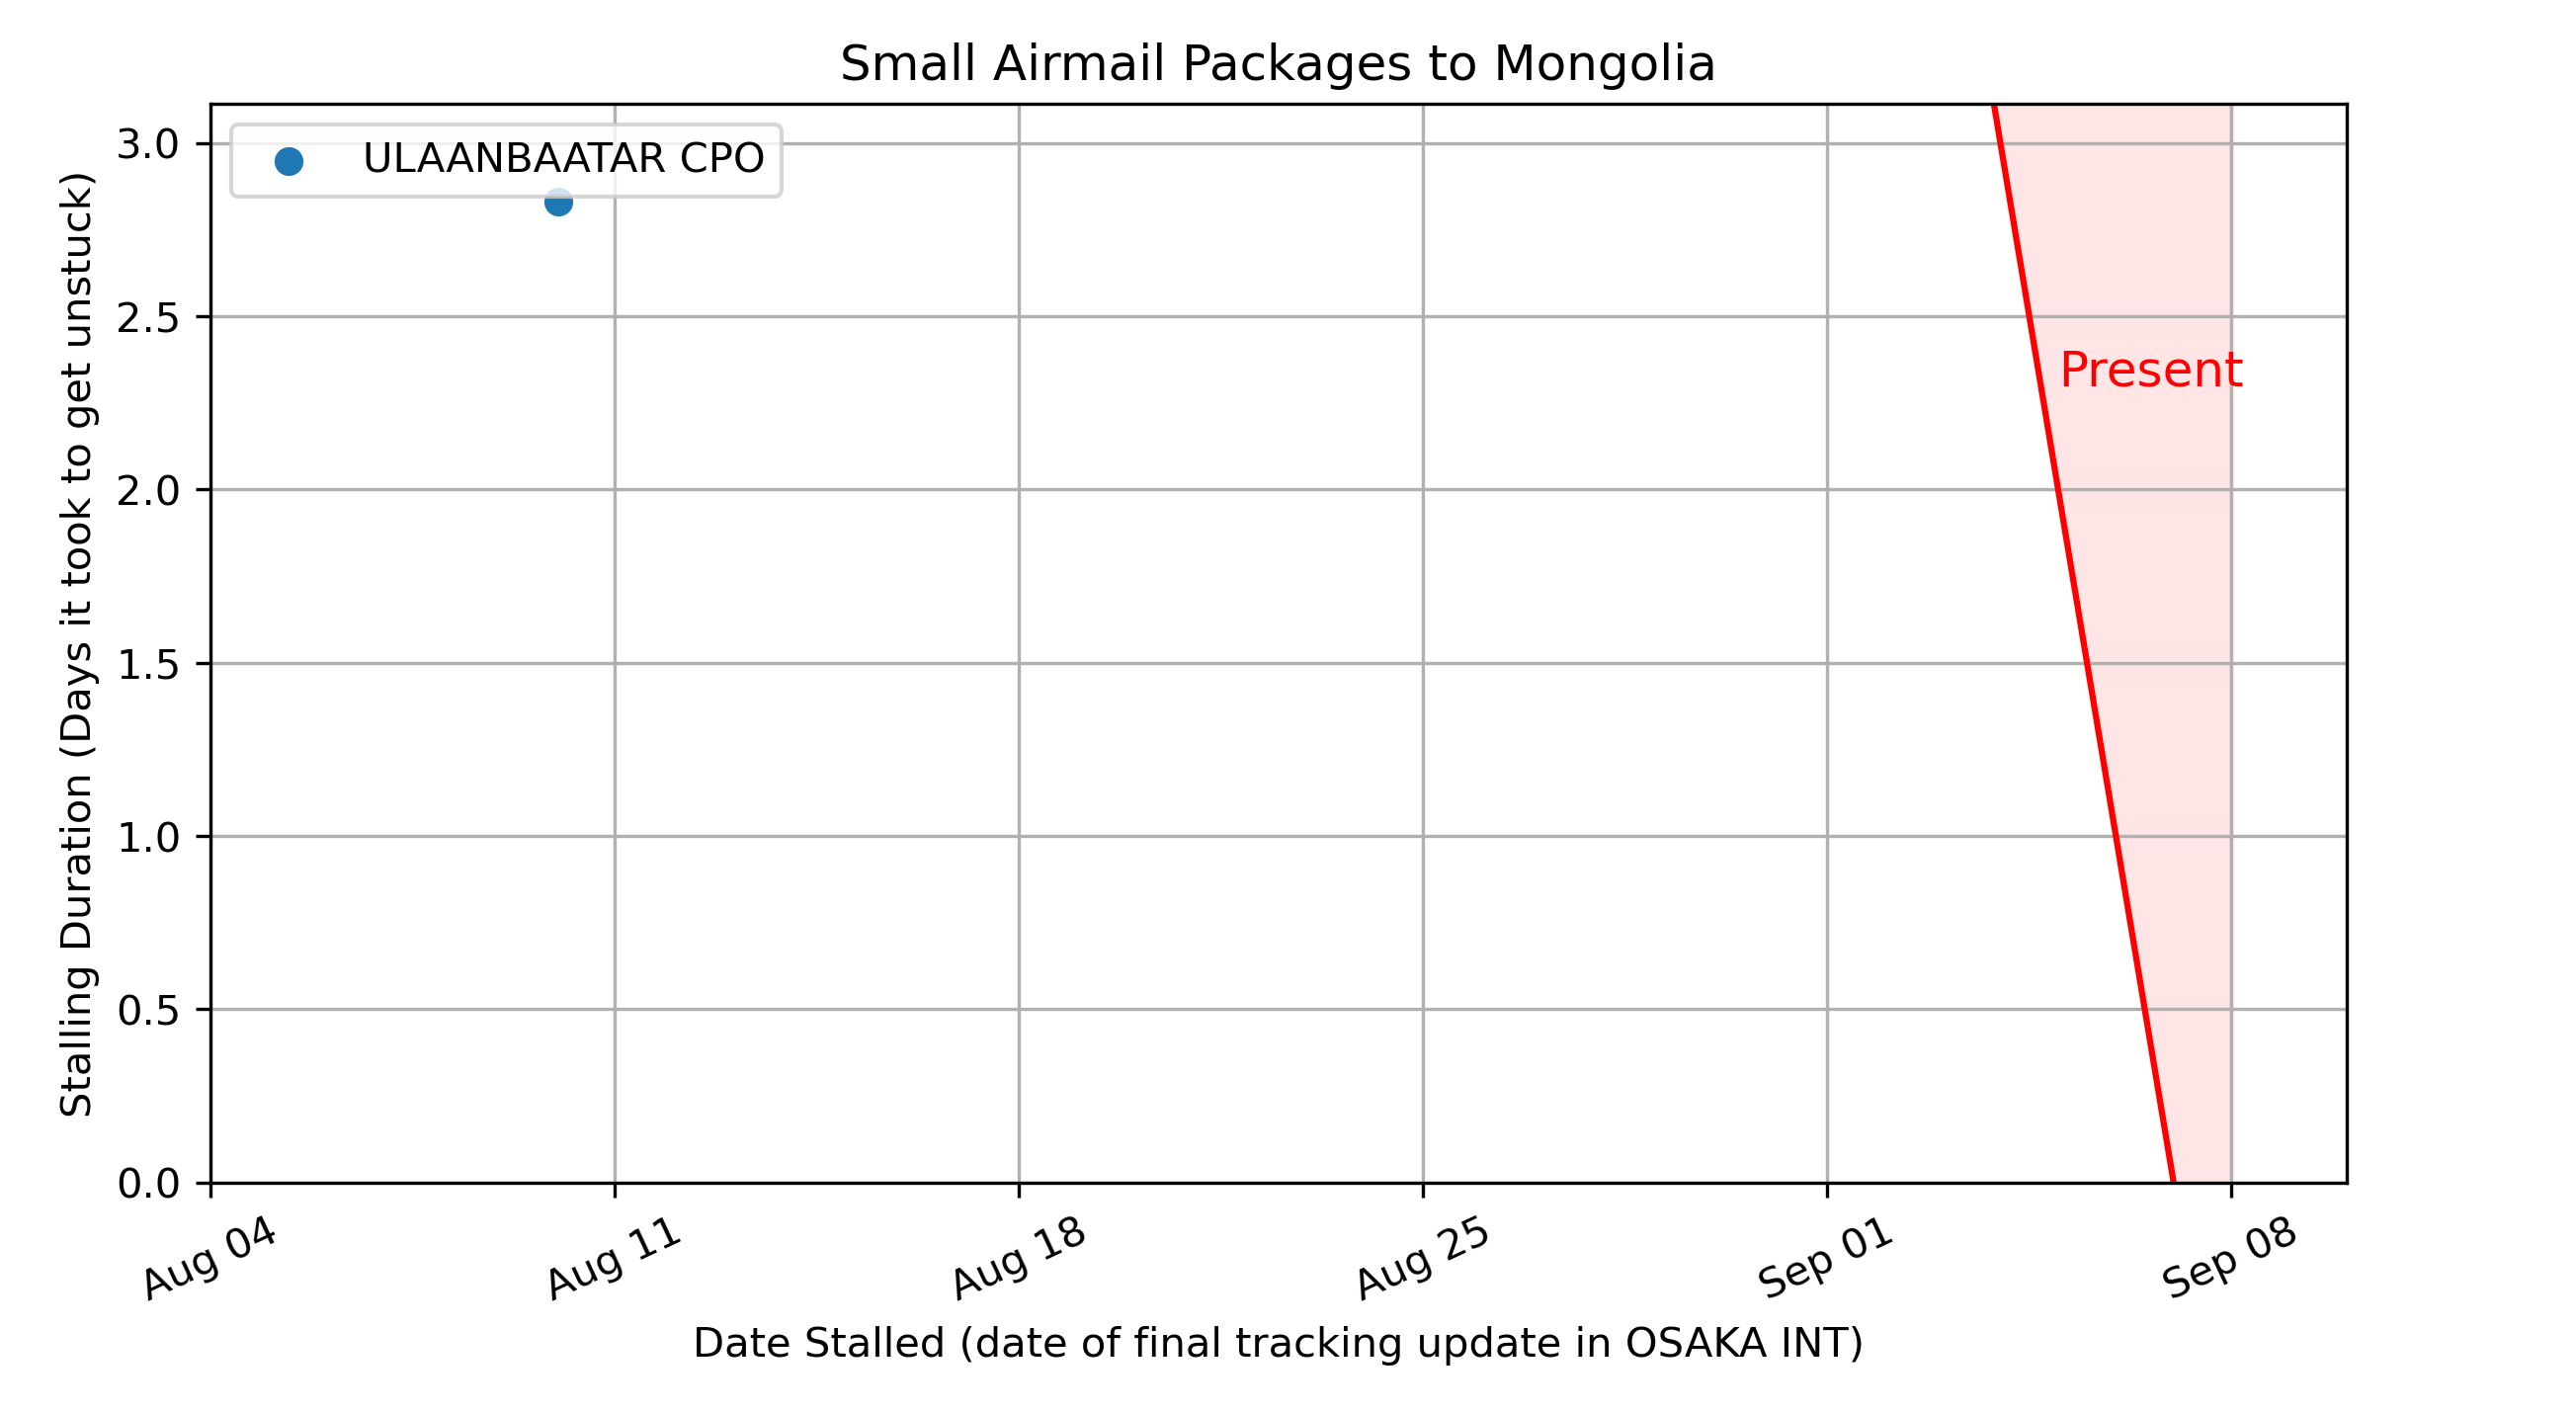 Small Airmail Packages to Mongolia
ULAANBAATAR CPO
Present
Stalling Duration (Days it took to get unstuck)
3.0
2.5
2.0
1.5
1.0
0.5
0.0
Aug 04
Aug 11
Aug 18
Aug 25
Sep 01
Sep 08
Date Stalled (date of final tracking update in OSAKA INT)